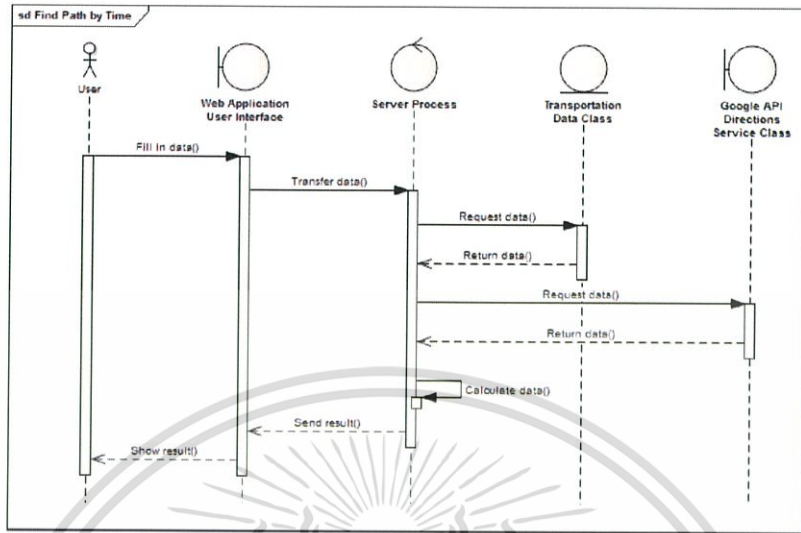 sd Find Path by Time
User
Web Application
User Interface
Server Process
Transportation
Data Class
Google API
Directions
Service Class
Fill in data()
Transfer data()
Request data()
Return data()
Request data()
Return data()
Calculate data()
Send result()
Show result()